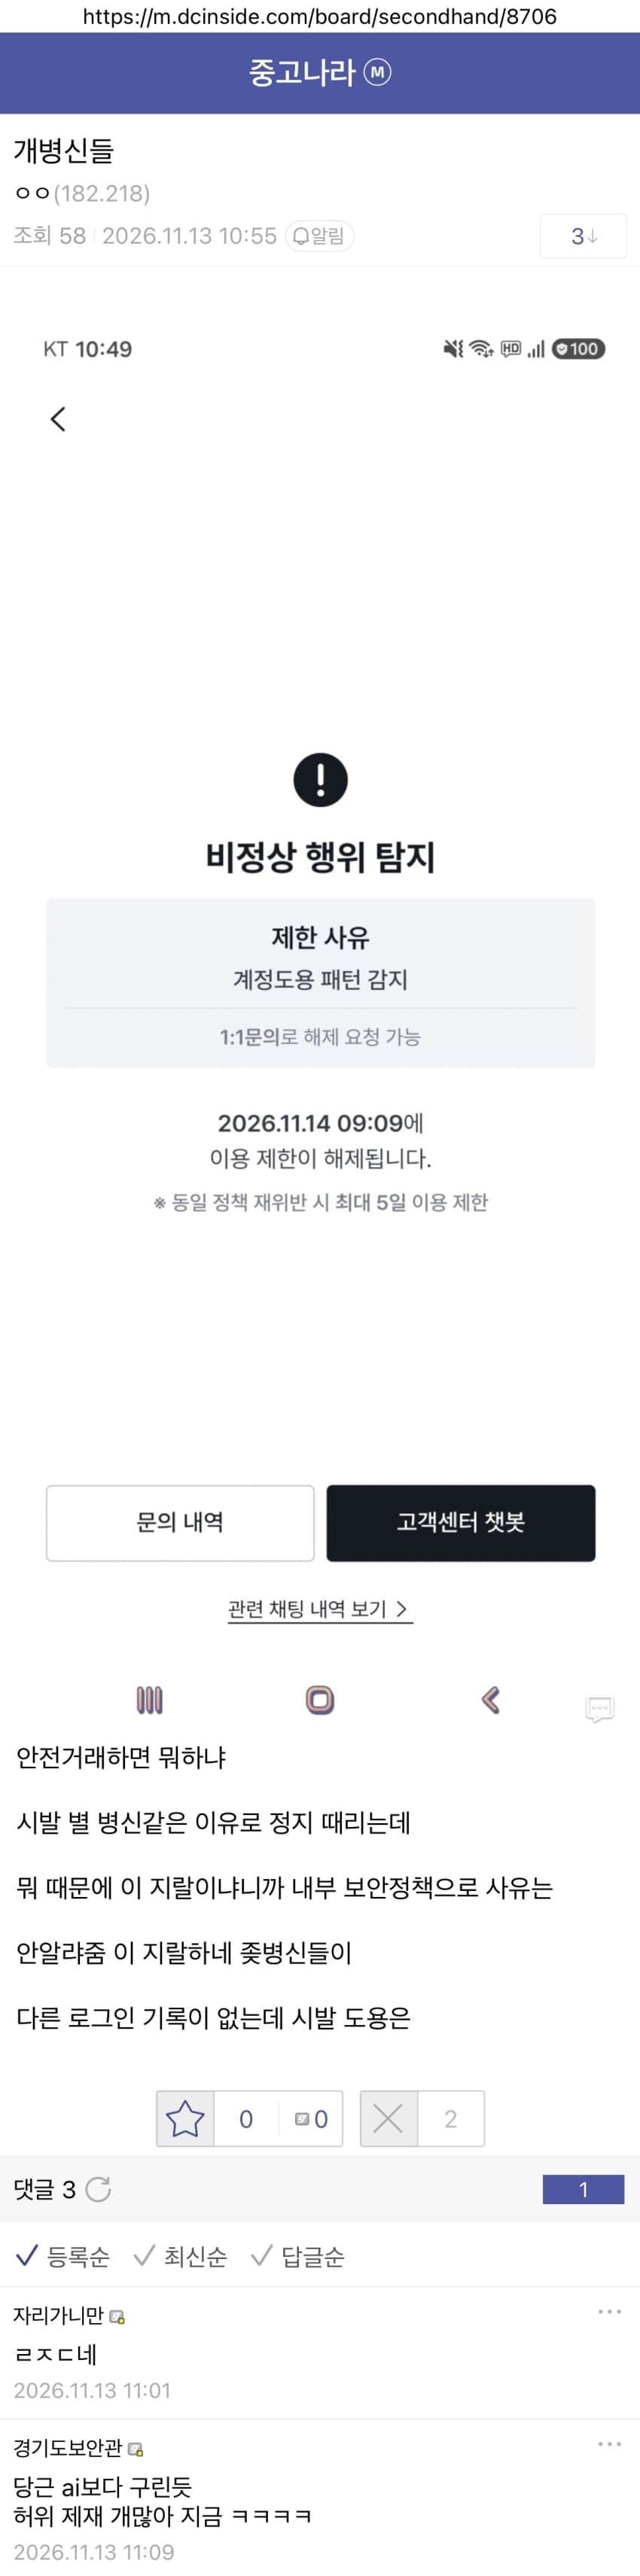 https://m.dcinside.com/board/secondhand/8706
중고나라 M
개병신들
ㅇㅇ(182.218)
조회 58 2026.11.13 10:55 알림
3↓
KT 10:49
HD 100
비정상 행위 탐지
제한 사유
계정도용 패턴 감지
1:1문의로 해제 요청 가능
2026.11.14 09:09에
이용 제한이 해제됩니다.
※ 동일 정책 재위반 시 최대 5일 이용 제한
문의 내역
고객센터 챗봇
관련 채팅 내역 보기 >
안전거래하면 뭐하냐
시발 별 병신같은 이유로 정지 때리는데
뭐 때문에 이 지랄이냐니까 내부 보안정책으로 사유는
안알랴줌 이 지랄하네 좆병신들이
다른 로그인 기록이 없는데 시발 도용은
0 0 2
댓글 3
1
등록순 최신순 답글순
자리가니만
ㄹㅈㄷ네
2026.11.13 11:01
경기도보안관
당근 ai보다 구린듯
허위 제재 개많아 지금 ㅋㅋㅋㅋ
2026.11.13 11:09